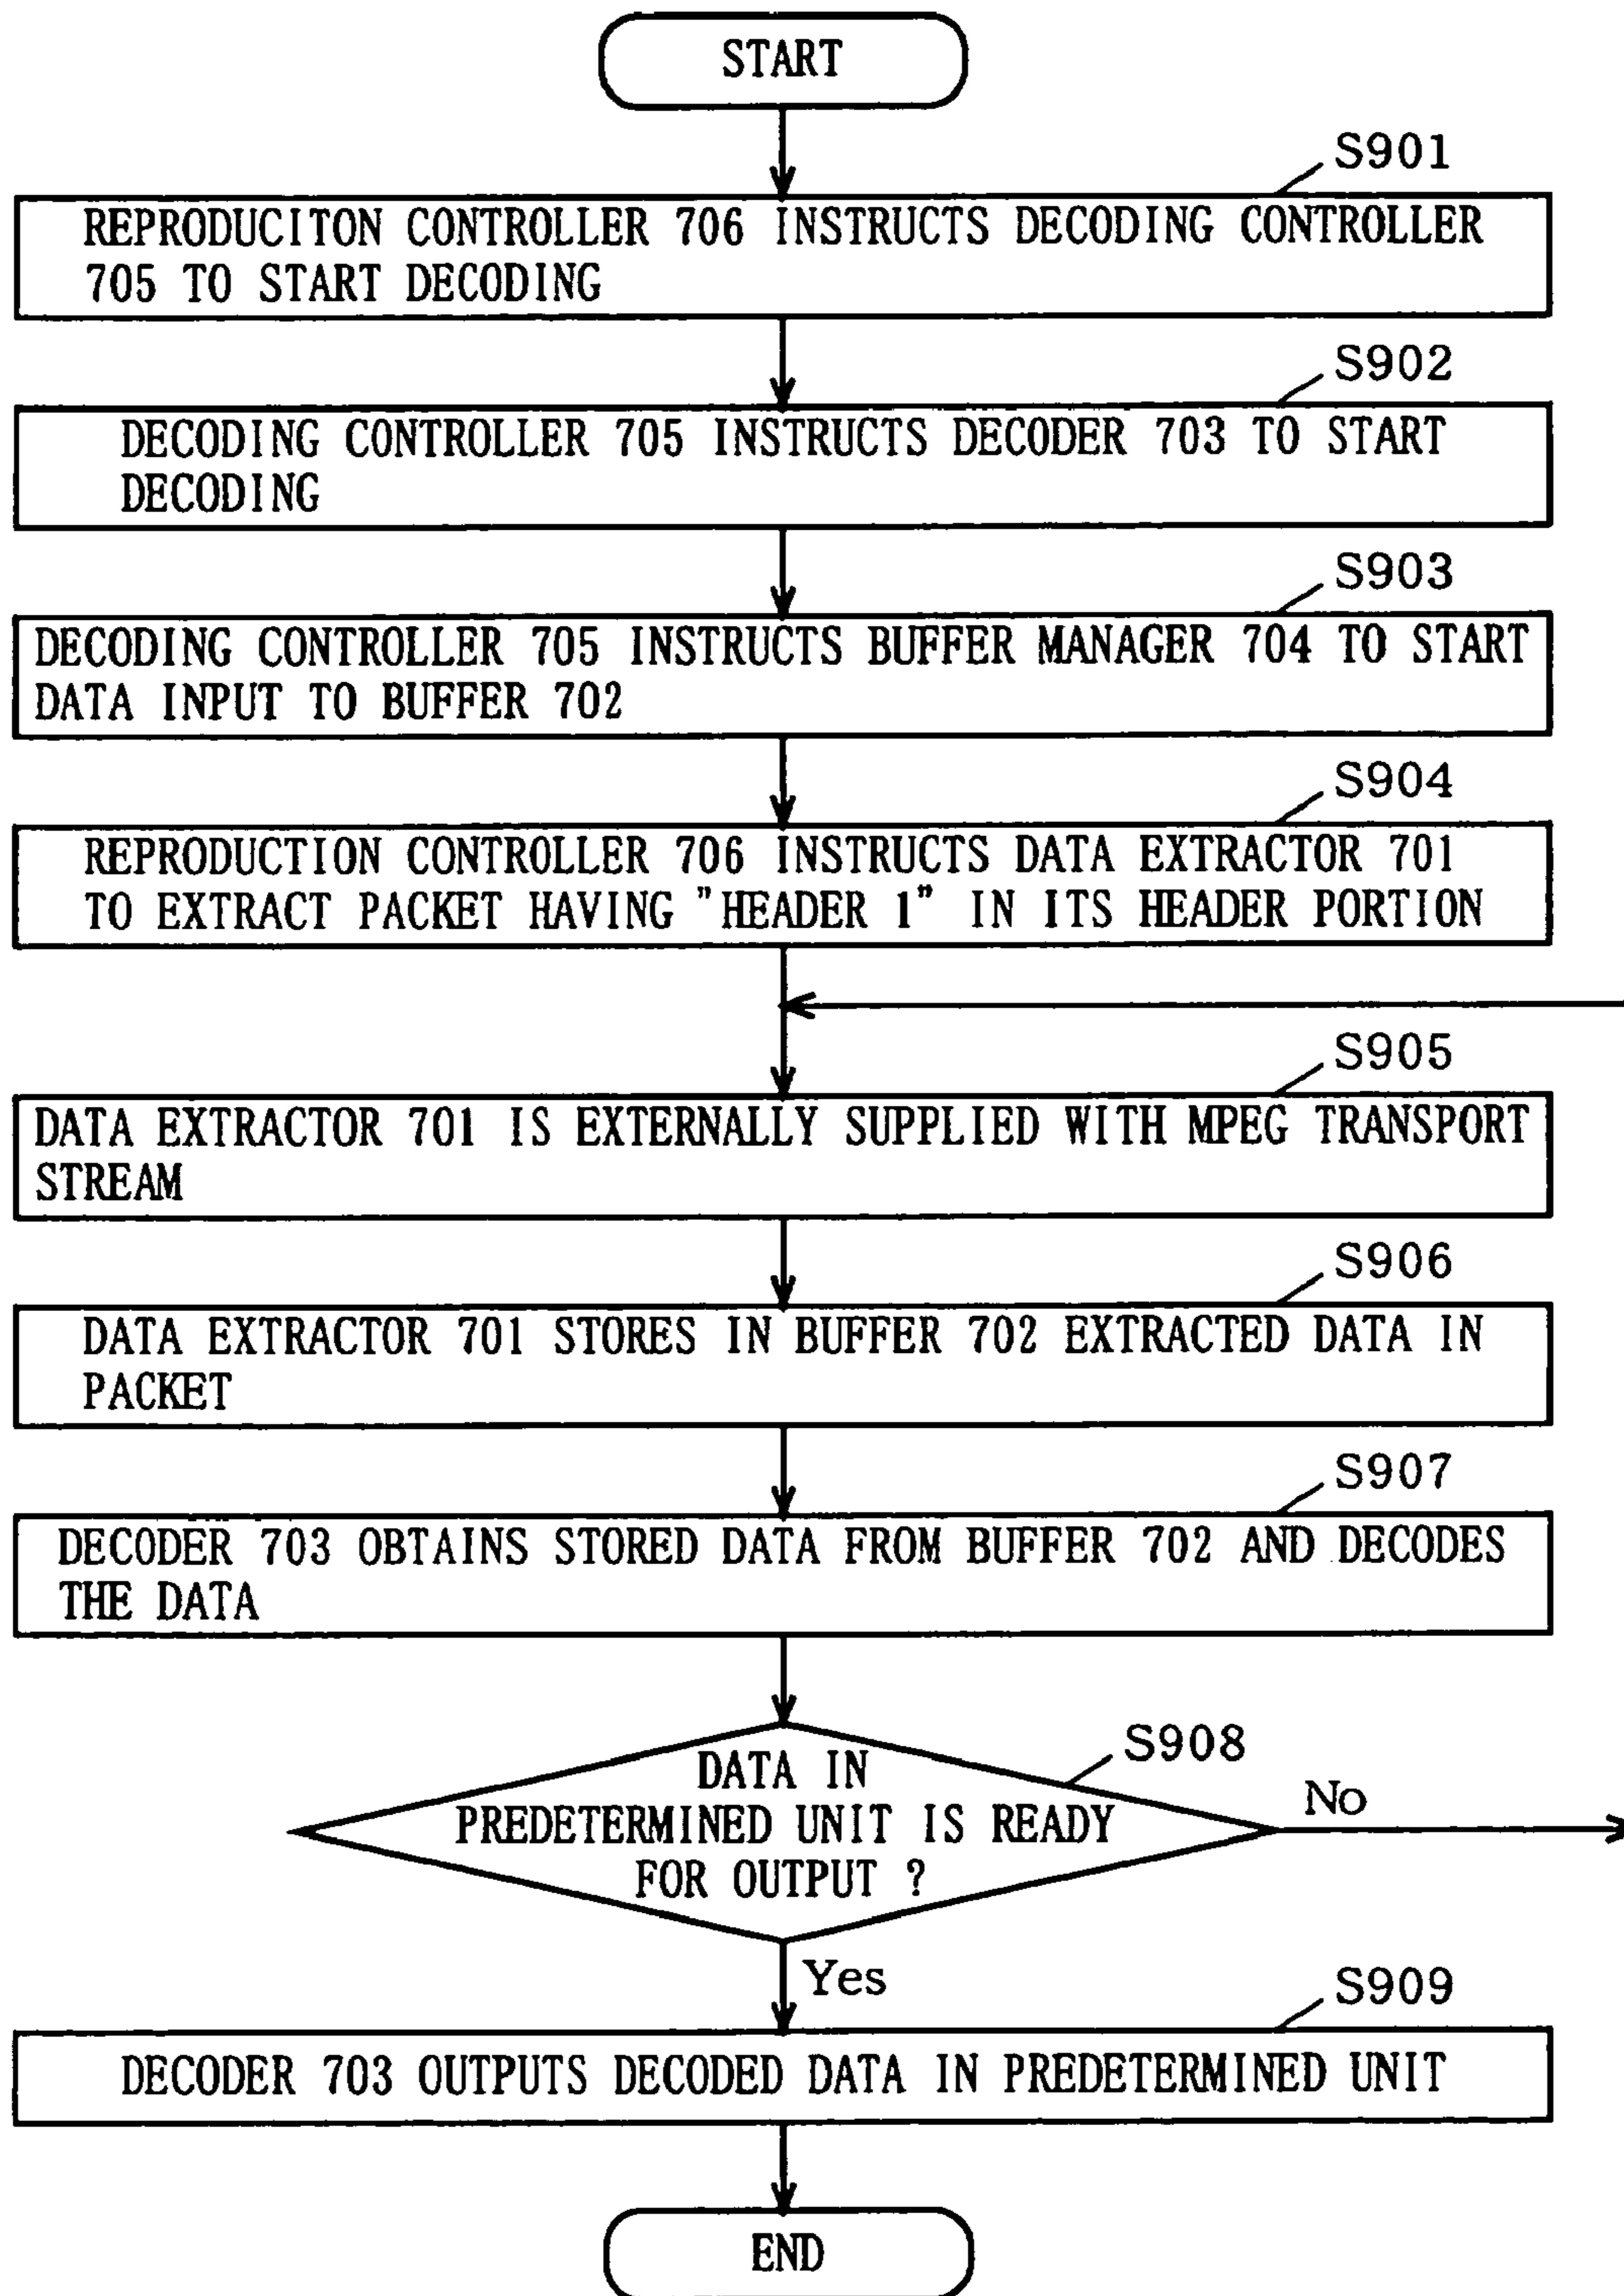 START
S901
REPRODUCITON CONTROLLER 706 INSTRUCTS DECODING CONTROLLER
705 TO START DECODING
S902
DECODING CONTROLLER 705 INSTRUCTS DECODER 703 TO START
DECODING
S903
DECODING CONTROLLER 705 INSTRUCTS BUFFER MANAGER 704 TO START
DATA INPUT TO BUFFER 702
S904
REPRODUCTION CONTROLLER 706 INSTRUCTS DATA EXTRACTOR 701
TO EXTRACT PACKET HAVING "HEADER 1" IN ITS HEADER PORTION
S905
DATA EXTRACTOR 701 IS EXTERNALLY SUPPLIED WITH MPEG TRANSPORT
STREAM
S906
DATA EXTRACTOR 701 STORES IN BUFFER 702 EXTRACTED DATA IN
PACKET
S907
DECODER 703 OBTAINS STORED DATA FROM BUFFER 702 AND DECODES
THE DATA
S908
DATA IN
PREDETERMINED UNIT IS READY
FOR OUTPUT ?
No
Yes
S909
DECODER 703 OUTPUTS DECODED DATA IN PREDETERMINED UNIT
END